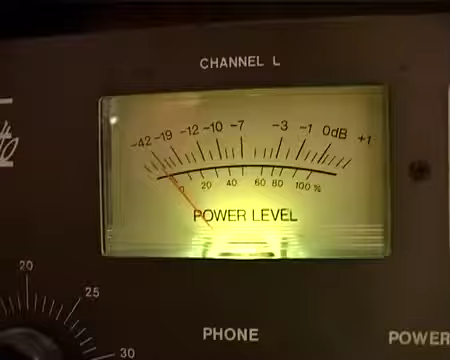 CHANNEL L
-42 -19 -12 -10 -7 -3 -1 0dB +1
0 20 40 60 80 100 %
POWER LEVEL
20
25
30
PHONE
POWER